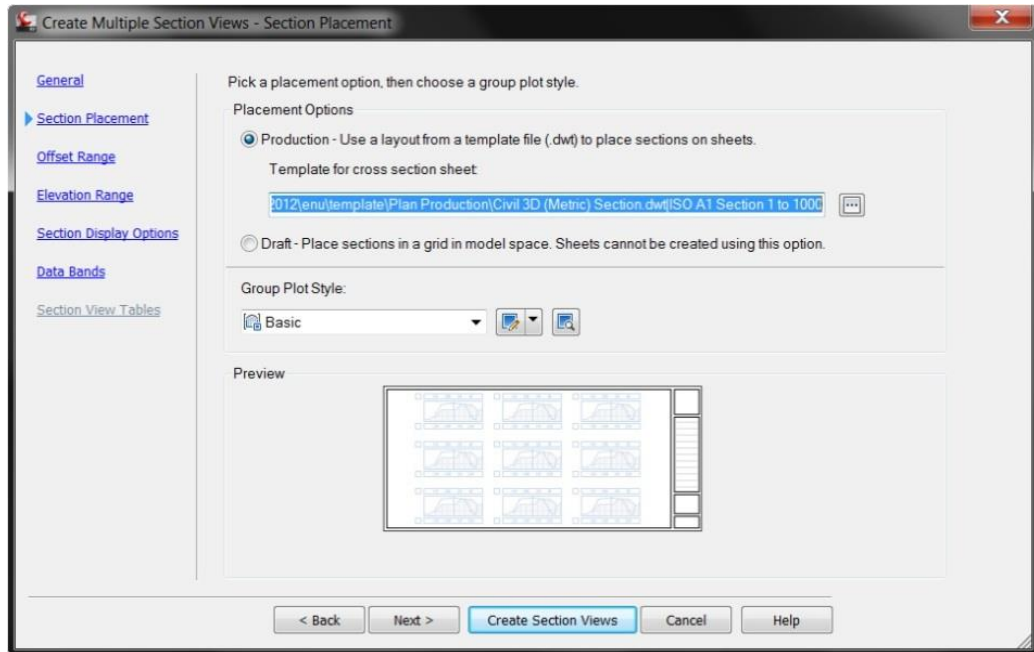 Create Multiple Section Views - Section Placement
General
Section Placement
Offset Range
Elevation Range
Section Display Options
Data Bands
Section View Tables
Pick a placement option, then choose a group plot style.
Placement Options
Production - Use a layout from a template file (.dwt) to place sections on sheets.
Template for cross section sheet:
2012\enu\template\Plan Production\Civil 3D (Metric) Section.dwt|ISO A1 Section 1 to 1000
...
Draft - Place sections in a grid in model space. Sheets cannot be created using this option.
Group Plot Style:
Basic
Preview
< Back
Next >
Create Section Views
Cancel
Help